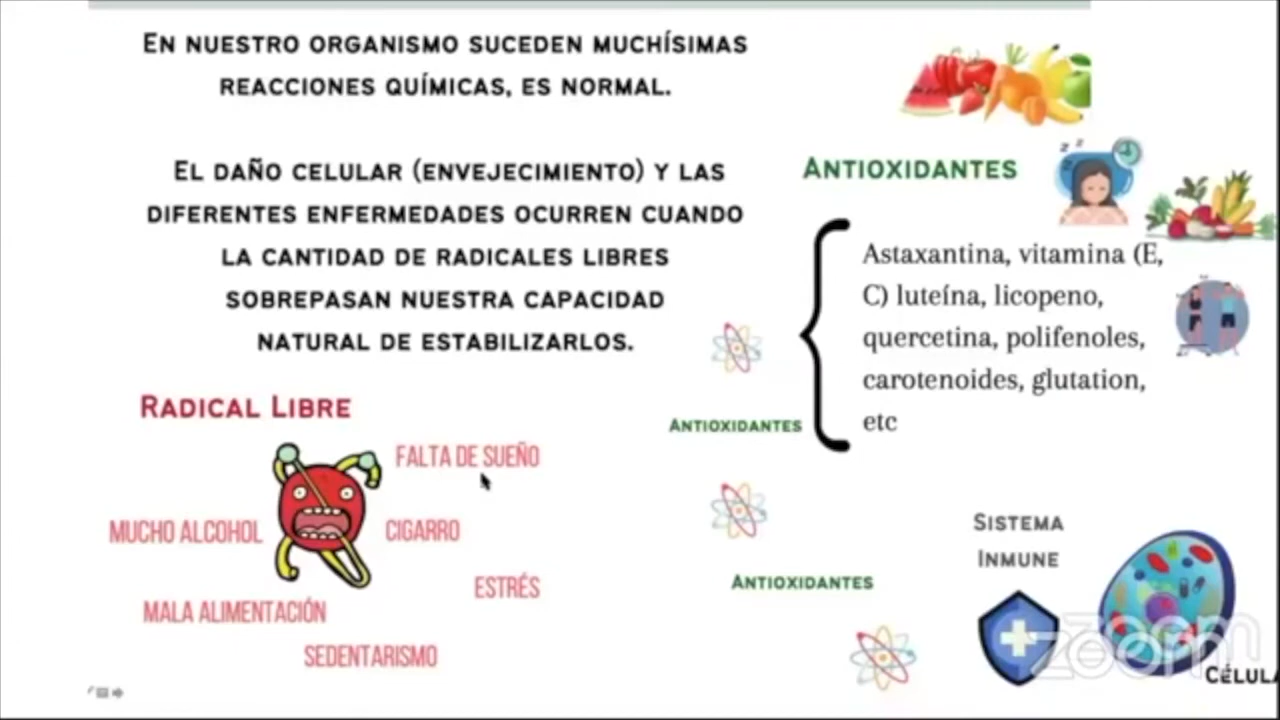 EN NUESTRO ORGANISMO SUCEDEN MUCHÍSIMAS
REACCIONES QUÍMICAS, ES NORMAL.
EL DAÑO CELULAR (ENVEJECIMIENTO) Y LAS
DIFERENTES ENFERMEDADES OCURREN CUANDO
LA CANTIDAD DE RADICALES LIBRES
SOBREPASAN NUESTRA CAPACIDAD
NATURAL DE ESTABILIZARLOS.
RADICAL LIBRE
FALTA DE SUEÑO
MUCHO ALCOHOL
CIGARRO
ESTRÉS
MALA ALIMENTACIÓN
SEDENTARISMO
ANTIOXIDANTES
z z
Astaxantina, vitamina (E,
C) luteína, licopeno,
quercetina, polifenoles,
carotenoides, glutation,
etc
ANTIOXIDANTES
ANTIOXIDANTES
SISTEMA
INMUNE
zoom
zoom
CÉLULA